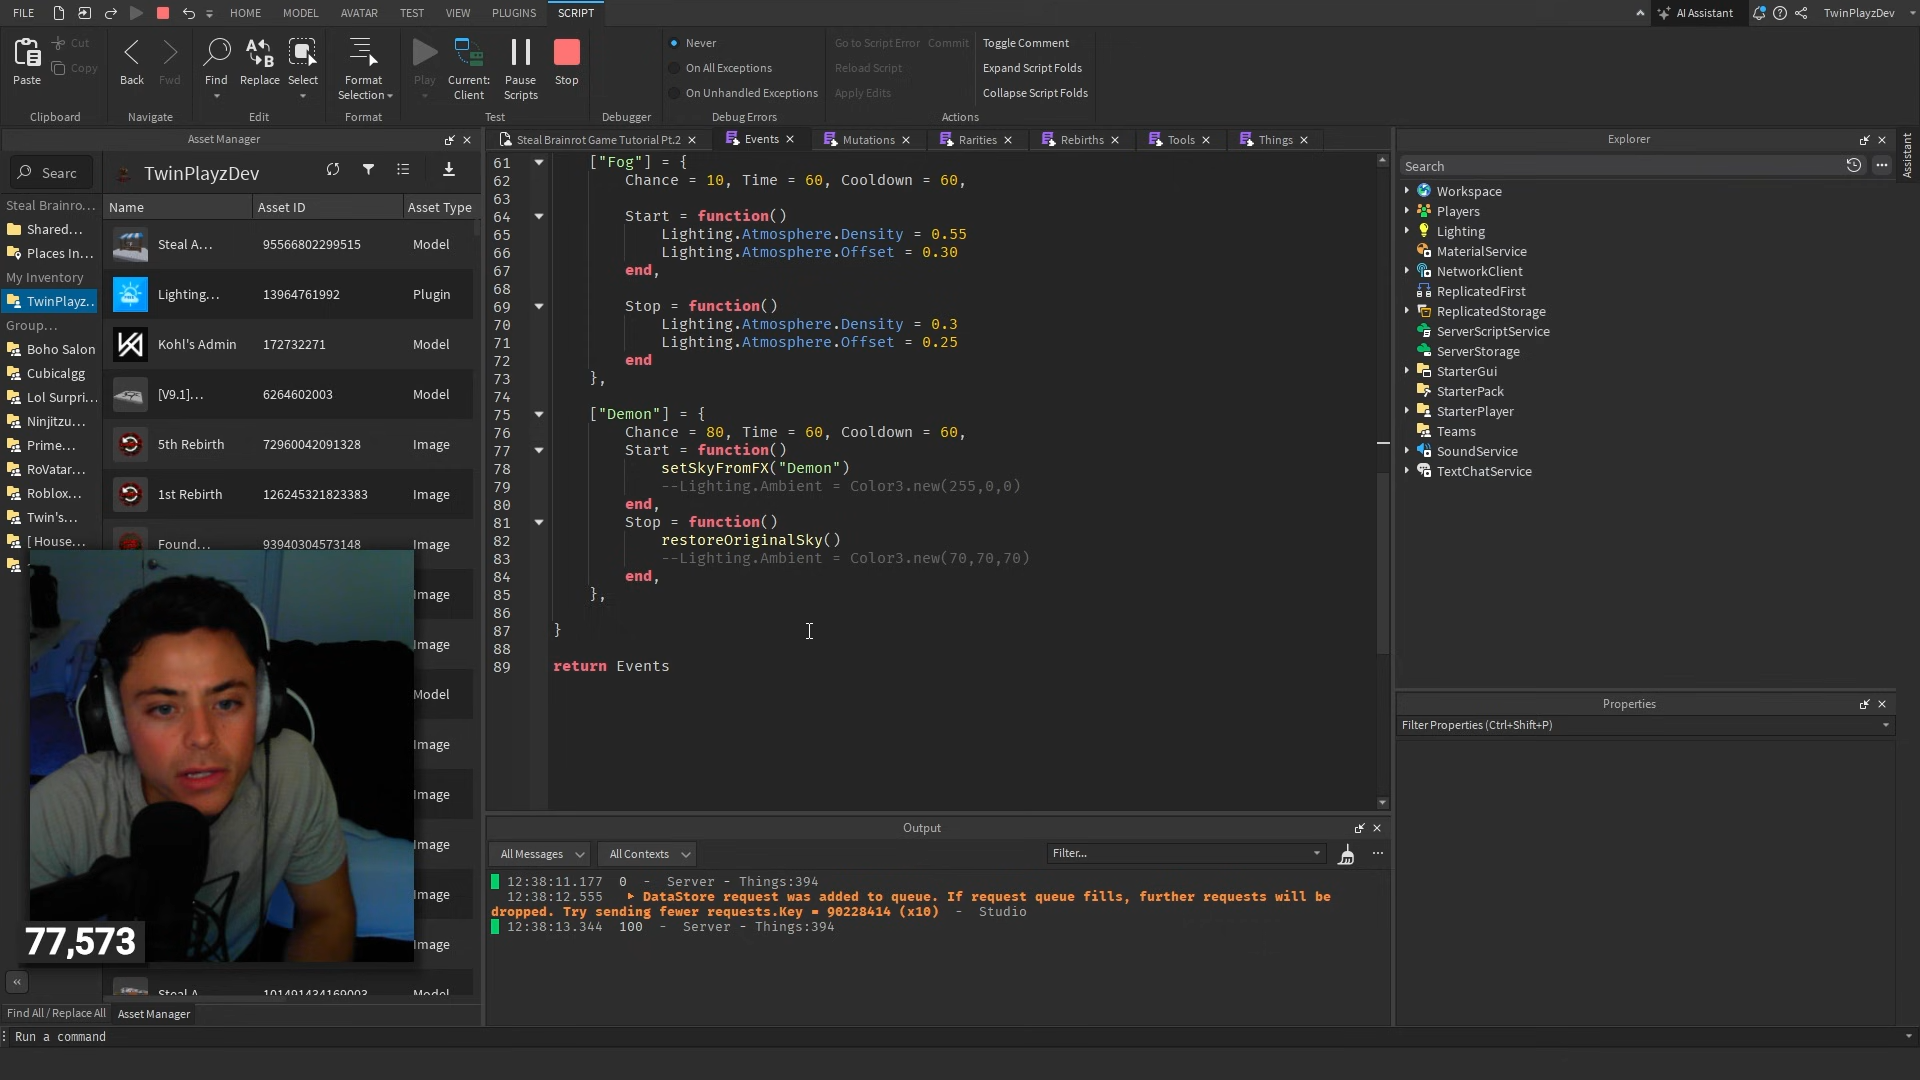 FILE HOME MODEL AVATAR TEST VIEW PLUGINS SCRIPT AI Assistant TwinPlayzDev
Paste Cut Copy Back Fwd Find Replace Select Format Selection Play Current: Client Pause Scripts Stop
Never
On All Exceptions
On Unhandled Exceptions
Go to Script Error Commit
Reload Script
Apply Edits
Toggle Comment
Expand Script Folds
Collapse Script Folds
Clipboard Navigate Edit Format Test Debugger Debug Errors Actions
Asset Manager
TwinPlayzDev
Searc
Name Asset ID Asset Type
Steal Brainro...
Shared...
Places In...
My Inventory
TwinPlayz..
Group...
Boho Salon
Cubicalgg
Lol Surpri...
Ninjitzu...
Prime...
RoVatar...
Roblox...
Twin's...
[ House...
Steal A... 95566802299515 Model
Lighting... 13964761992 Plugin
Kohl's Admin 172732271 Model
[V9.1]... 6264602003 Model
5th Rebirth 72960042091328 Image
1st Rebirth 126245321823383 Image
Found... 93940304573148 Image
Image
Image
Model
Image
Image
Image
Image
Image
Steal A... 101491434169003 Model
77,573
Find All / Replace All Asset Manager
Run a command
Steal Brainrot Game Tutorial Pt.2 Events Mutations Rarities Rebirths Tools Things
61 ["Fog"] = {
62 Chance = 10, Time = 60, Cooldown = 60,
63
64 Start = function()
65 Lighting.Atmosphere.Density = 0.55
66 Lighting.Atmosphere.Offset = 0.30
67 end,
68
69 Stop = function()
70 Lighting.Atmosphere.Density = 0.3
71 Lighting.Atmosphere.Offset = 0.25
72 end
73 },
74
75 ["Demon"] = {
76 Chance = 80, Time = 60, Cooldown = 60,
77 Start = function()
78 setSkyFromFX("Demon")
79 --Lighting.Ambient = Color3.new(255,0,0)
80 end,
81 Stop = function()
82 restoreOriginalSky()
83 --Lighting.Ambient = Color3.new(70,70,70)
84 end,
85 },
86
87 }
88
89 return Events
Output
All Messages All Contexts Filter...
12:38:11.177 0 - Server - Things:394
12:38:12.555 DataStore request was added to queue. If request queue fills, further requests will be
dropped. Try sending fewer requests.Key = 90228414 (x10) - Studio
12:38:13.344 100 - Server - Things:394
Explorer
Search
Workspace
Players
Lighting
MaterialService
NetworkClient
ReplicatedFirst
ReplicatedStorage
ServerScriptService
ServerStorage
StarterGui
StarterPack
StarterPlayer
Teams
SoundService
TextChatService
Properties
Filter Properties (Ctrl+Shift+P)
Assistant